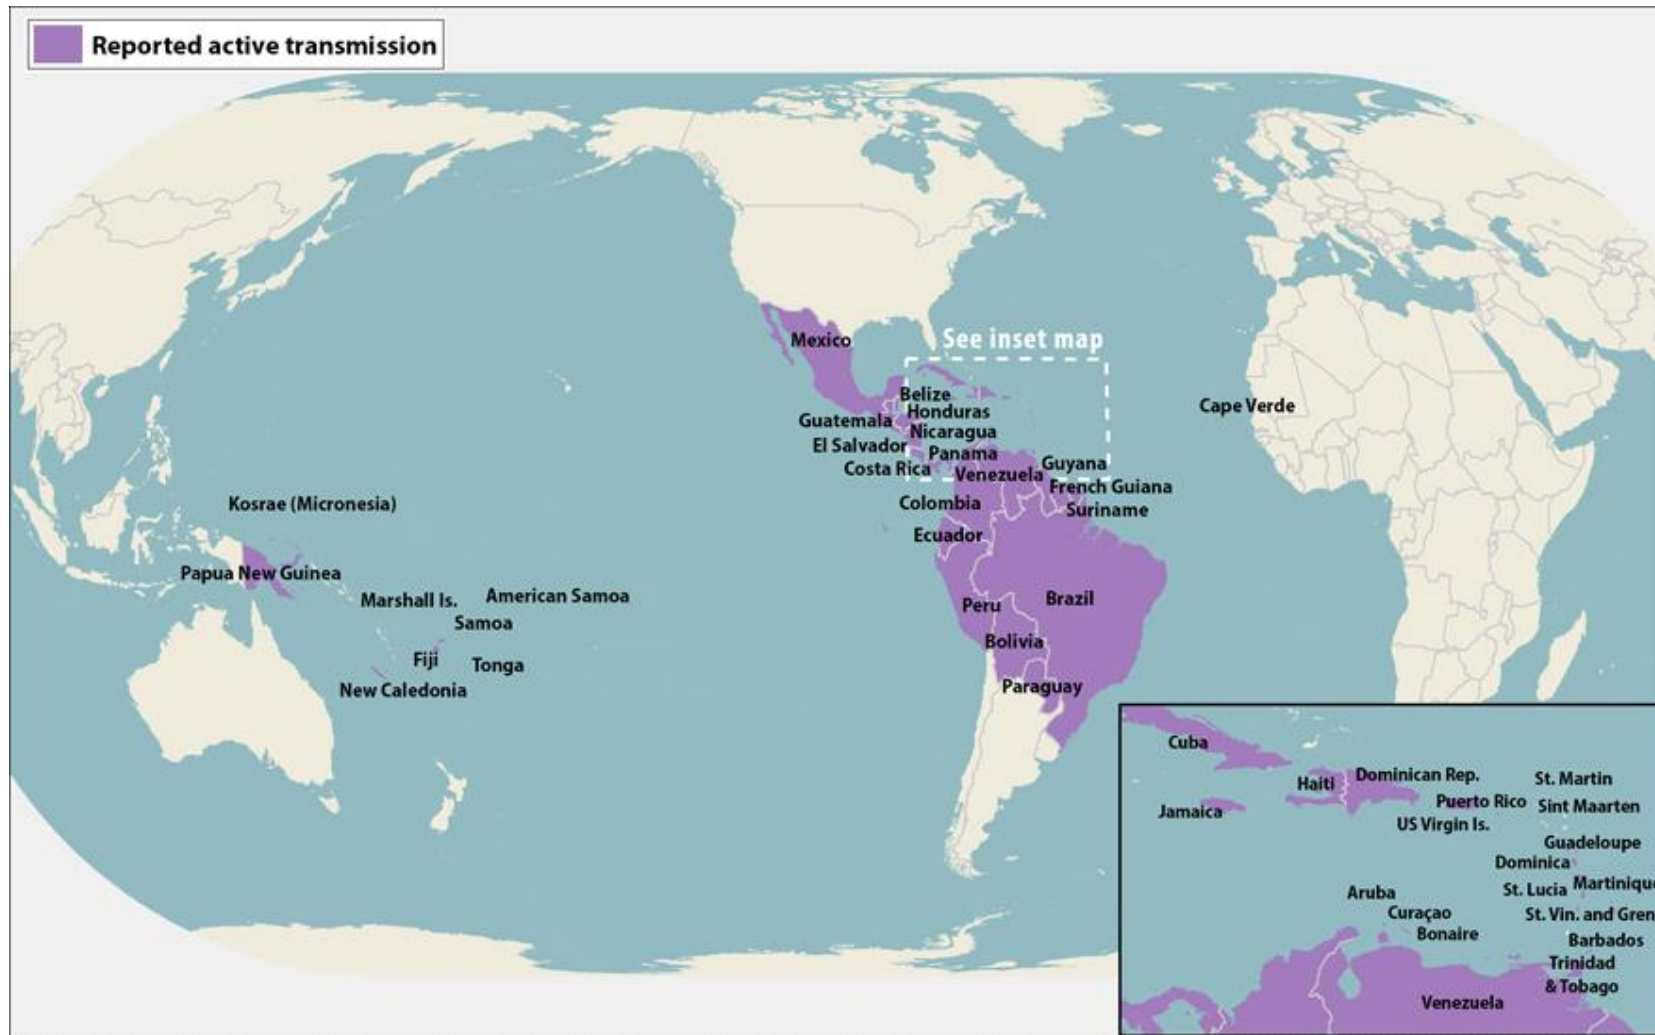 Reported active transmission
See inset map
Mexico
Belize
Honduras
Guatemala
Nicaragua
El Salvador
Panama
Costa Rica
Venezuela
Guyana
French Guiana
Colombia
Suriname
Ecuador
Peru
Brazil
Bolivia
Paraguay
Cape Verde
Kosrae (Micronesia)
Papua New Guinea
Marshall Is.
American Samoa
Samoa
Fiji
Tonga
New Caledonia
Cuba
Haiti
Dominican Rep.
St. Martin
Jamaica
Puerto Rico
Sint Maarten
US Virgin Is.
Guadeloupe
Dominica
Aruba
St. Lucia
Martinique
Curaçao
St. Vin. and Gren
Bonaire
Barbados
Trinidad
& Tobago
Venezuela